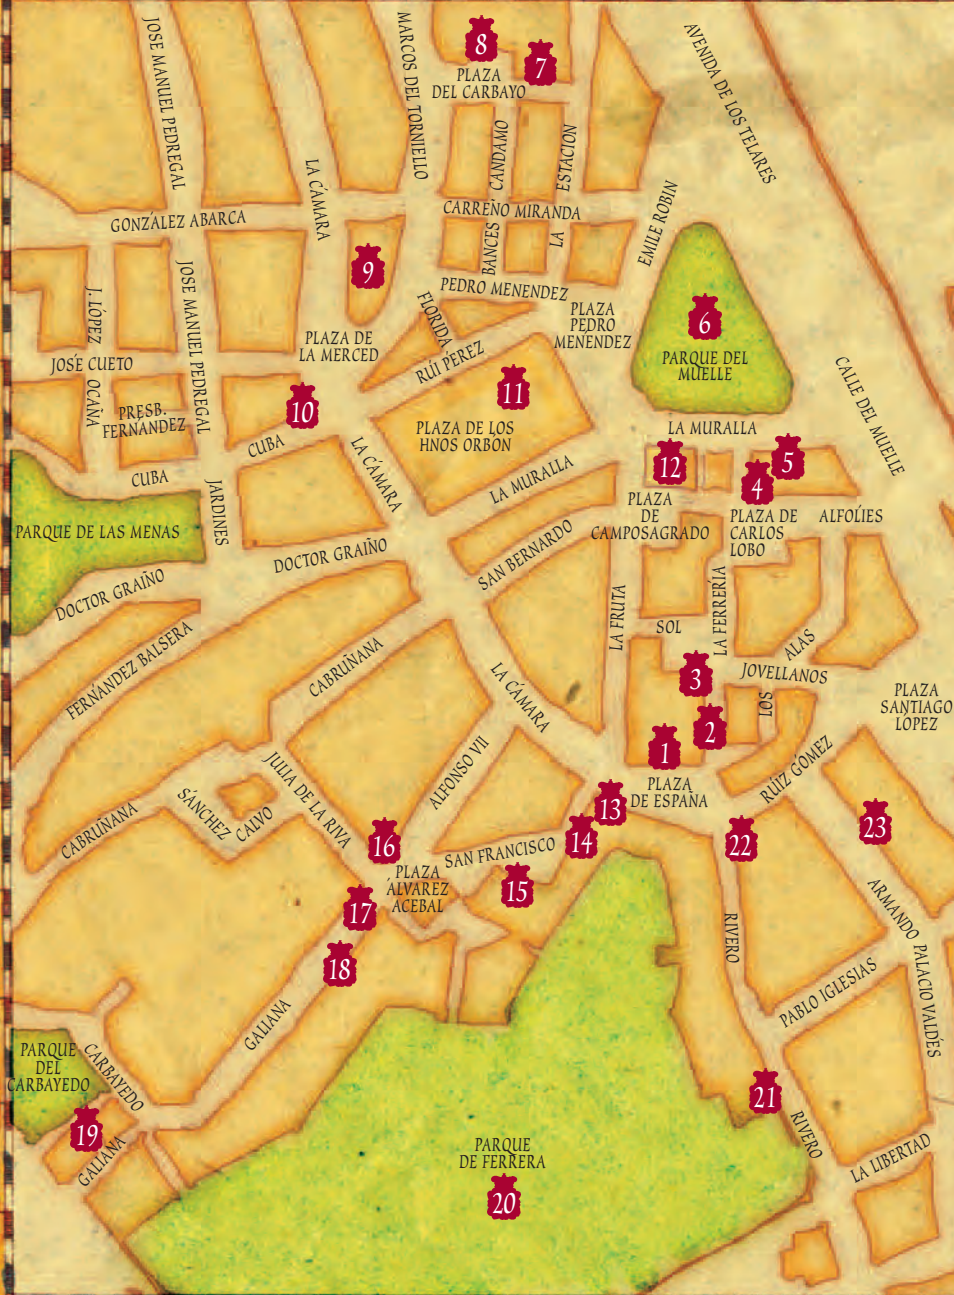 JOSE MANUEL PEDREGAL
MARCOS DEL TORNIELLO
8
7
PLAZA
DEL CARBAYO
AVENIDA DE LOS TELARES
LA CÁMARA
BANCES CANDAMO
LA ESTACIÓN
GONZÁLEZ ABARCA
CARREÑO MIRANDA
EMILE ROBIN
9
J. LÓPEZ
JOSE MANUEL PEDREGAL
PEDRO MENENDEZ
FLORIDA
PLAZA
PEDRO
MENÉNDEZ
6
PARQUE DEL
MUELLE
PLAZA DE
LA MERCED
RÚI PÉREZ
JOSÉ CUETO
OCAÑA
PRESB.
FERNÁNDEZ
10
11
PLAZA DE LOS
HNOS ORBÓN
CALLE DEL MUELLE
LA MURALLA
CUBA
CUBA
LA CÁMARA
LA MURALLA
12
5
4
JARDINES
PLAZA
DE
CAMPOSAGRADO
PLAZA DE
CARLOS
LOBO
ALFOLÍES
PARQUE DE LAS MENAS
DOCTOR GRAIÑO
SAN BERNARDO
DOCTOR GRAIÑO
LA FRUTA
LA FERRERÍA
SOL
FERNÁNDEZ BALSERA
CABRUÑANA
LA CÁMARA
3
LOS ALAS
JOVELLANOS
PLAZA
SANTIAGO
LÓPEZ
2
1
JULIA DE LA RIVA
ALFONSO VII
PLAZA
DE ESPAÑA
RÚIZ GÓMEZ
CABRUÑANA
SÁNCHEZ CALVO
13
14
16
22
23
SAN FRANCISCO
PLAZA
ÁLVAREZ
ACEBAL
15
17
18
RIVERO
ARMANDO PALACIO VALDÉS
PABLO IGLESIAS
GALIANA
PARQUE
DEL
CARBAYEDO
CARBAYEDO
19
GALIANA
21
RIVERO
PARQUE
DE FERRERA
20
LA LIBERTAD